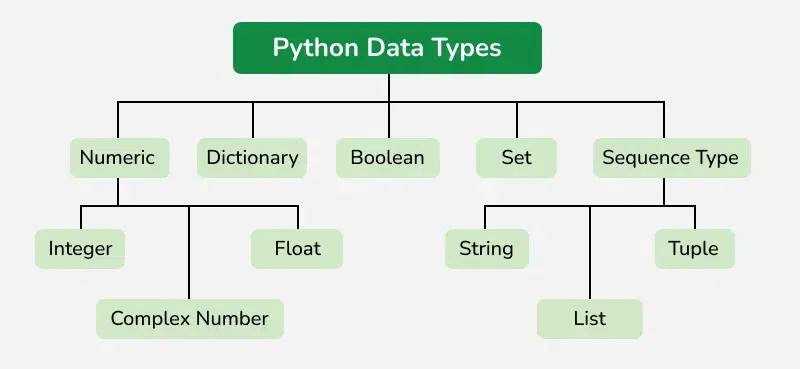 Python Data Types
Numeric
Dictionary
Boolean
Set
Sequence Type
Integer
Float
String
Tuple
Complex Number
List